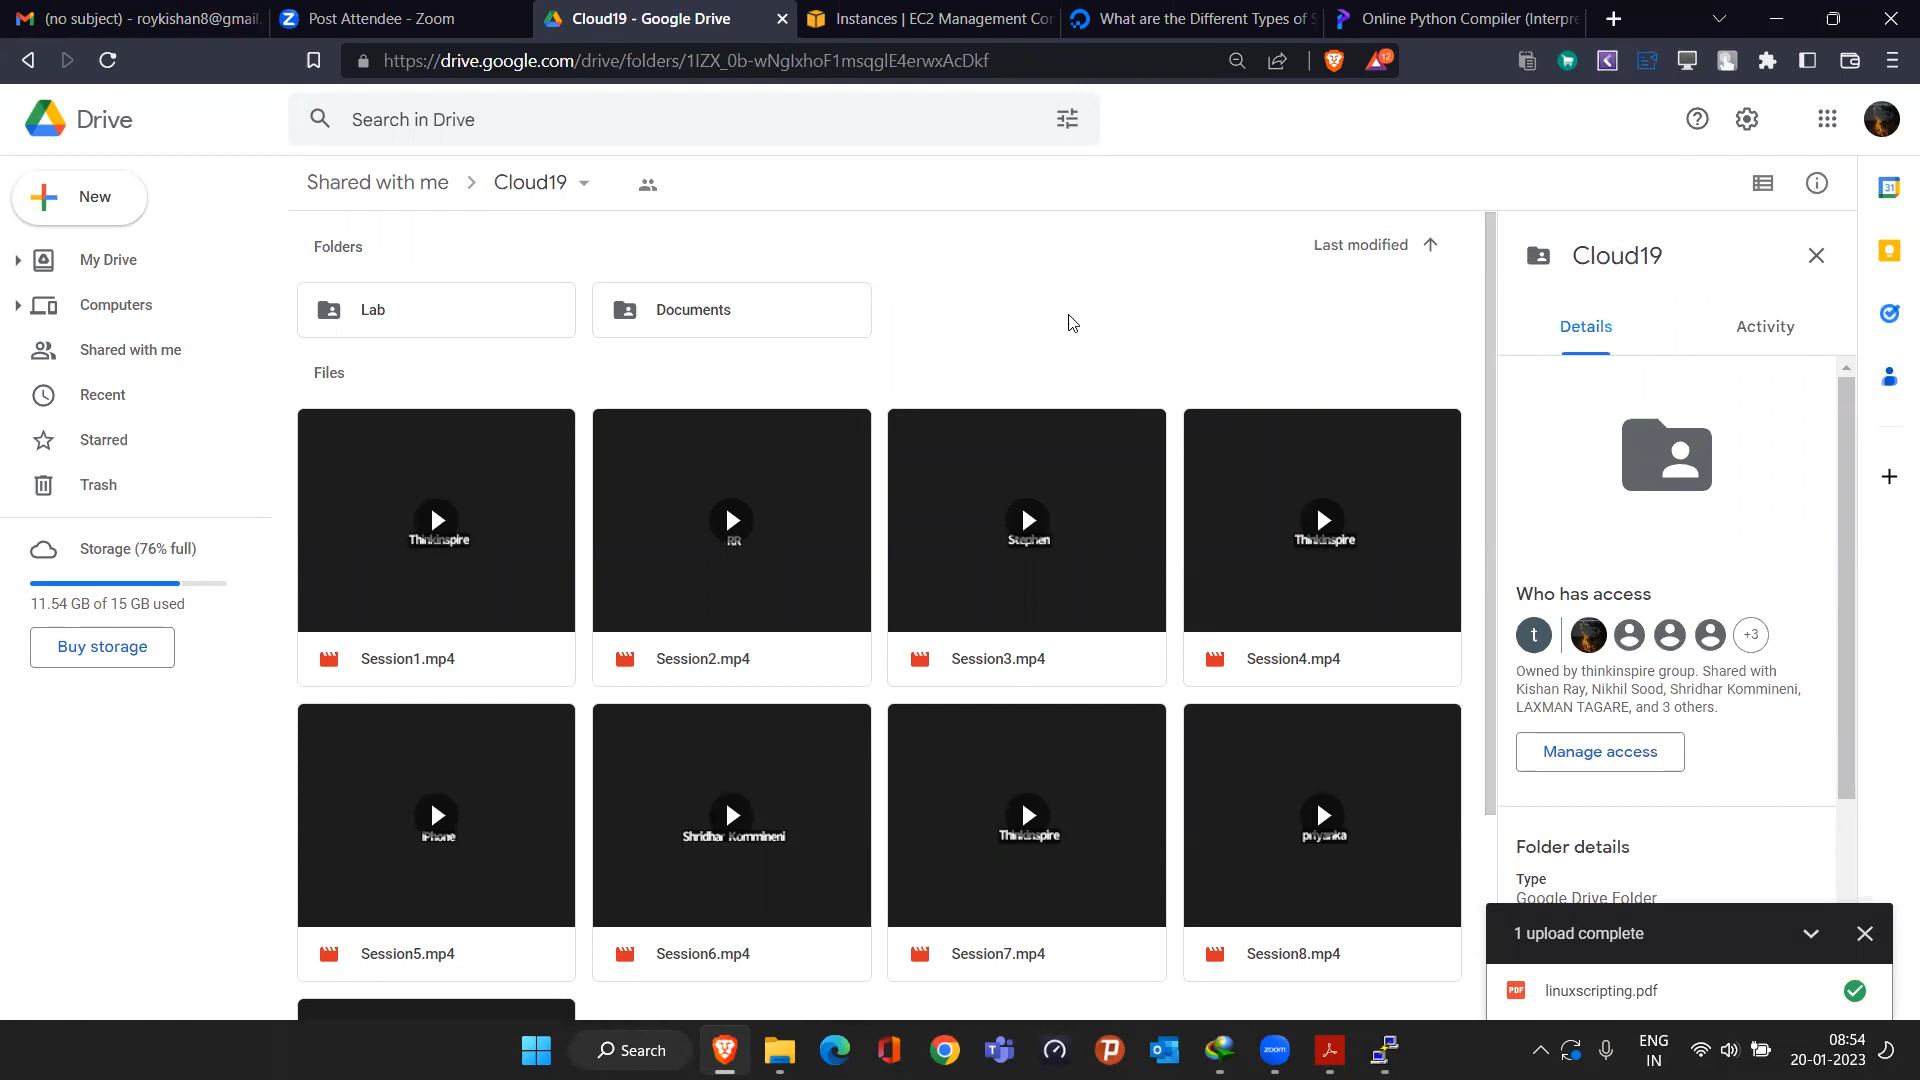 (no subject) - roykishan8@gmail.
Post Attendee - Zoom
Cloud19 - Google Drive
Instances | EC2 Management Co
What are the Different Types of S
Online Python Compiler (Interpre
https://drive.google.com/drive/folders/1IZX_0b-wNgIxhoF1msqglE4erwxAcDkf
12
Drive
Search in Drive
New
Shared with me
Cloud19
31
My Drive
Computers
Shared with me
Recent
Starred
Trash
Storage (76% full)
11.54 GB of 15 GB used
Buy storage
Folders
Last modified
Lab
Documents
Files
Thinkinspire
RR
Stephen
Thinkinspire
Session1.mp4
Session2.mp4
Session3.mp4
Session4.mp4
iPhone
Shridhar Kommineni
Thinkinspire
priyanka
Session5.mp4
Session6.mp4
Session7.mp4
Session8.mp4
Cloud19
Details
Activity
Who has access
t
+3
Owned by thinkinspire group. Shared with
Kishan Ray, Nikhil Sood, Shridhar Kommineni,
LAXMAN TAGARE, and 3 others.
Manage access
Folder details
Type
Google Drive Folder
1 upload complete
PDF
linuxscripting.pdf
Search
zoom
ENG
IN
08:54
20-01-2023